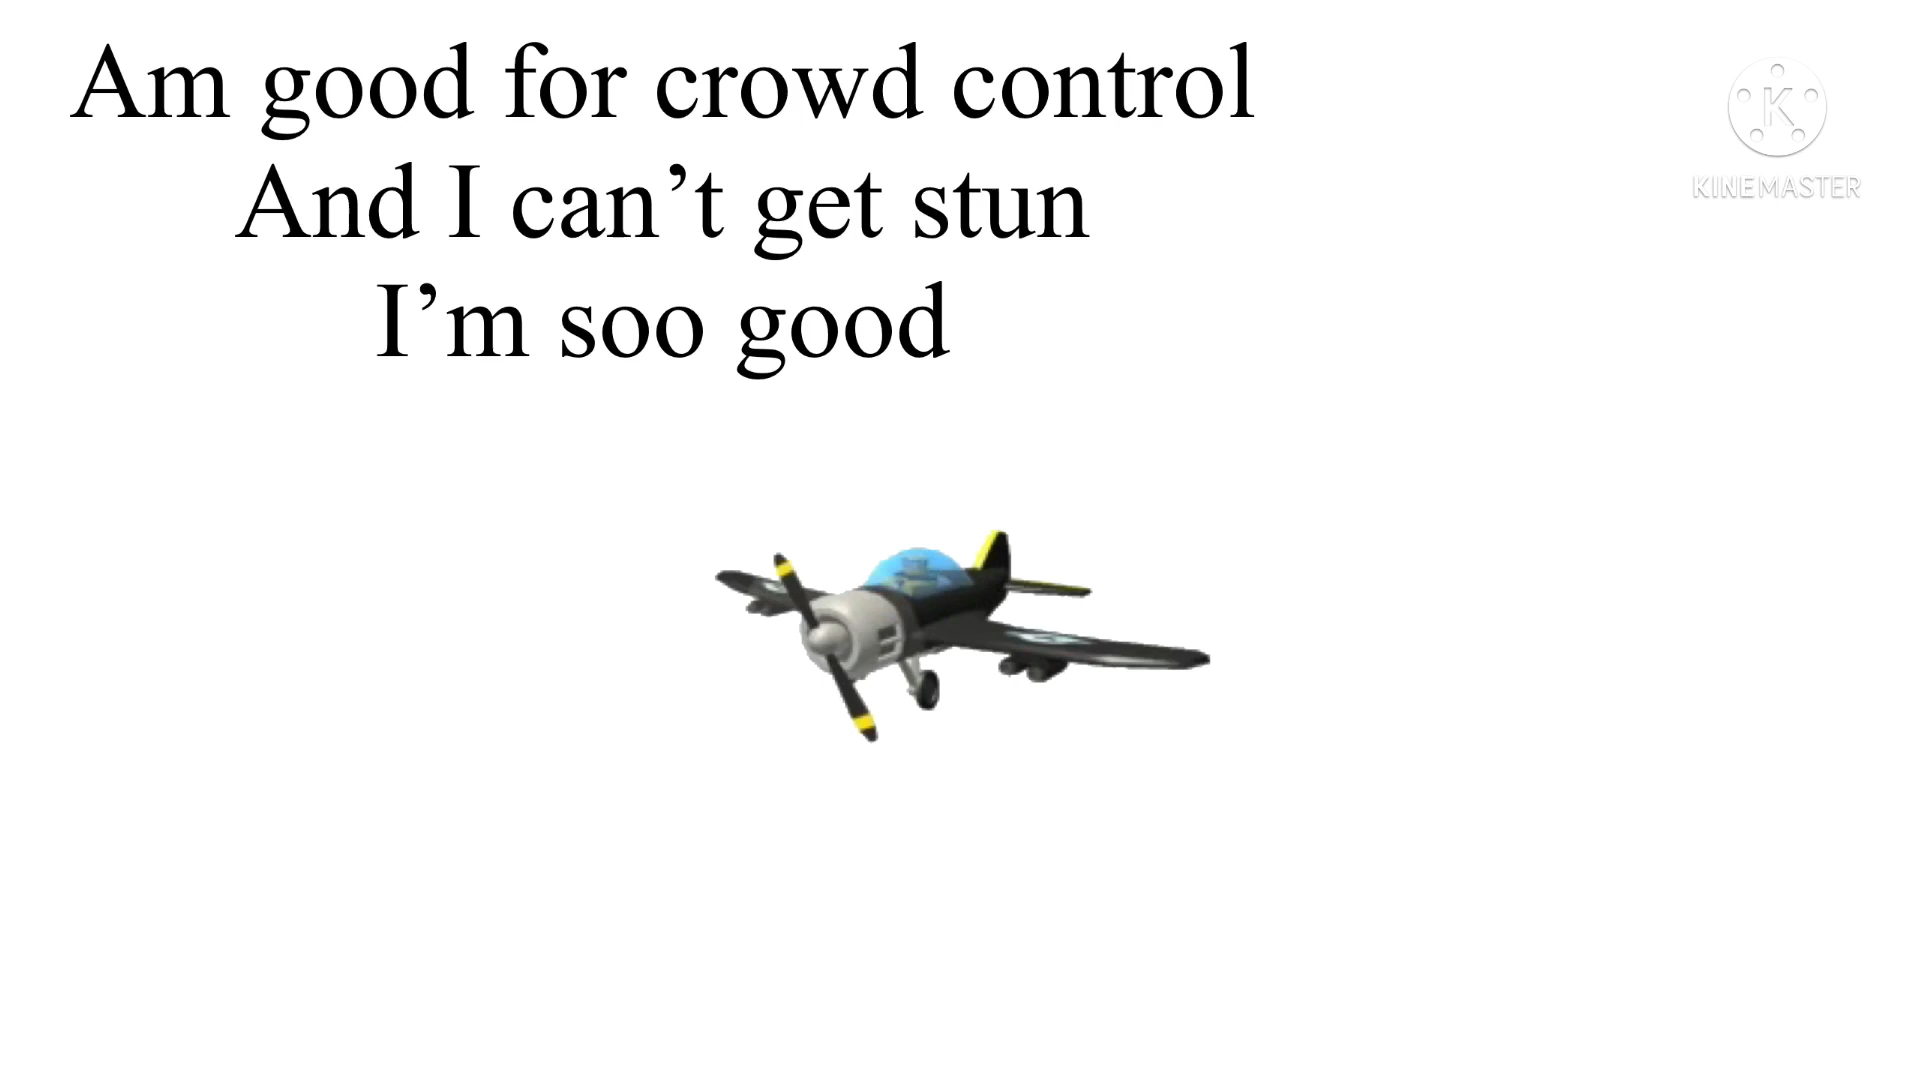 Am good for crowd control
And I can’t get stun
I’m soo good
K
KINEMASTER